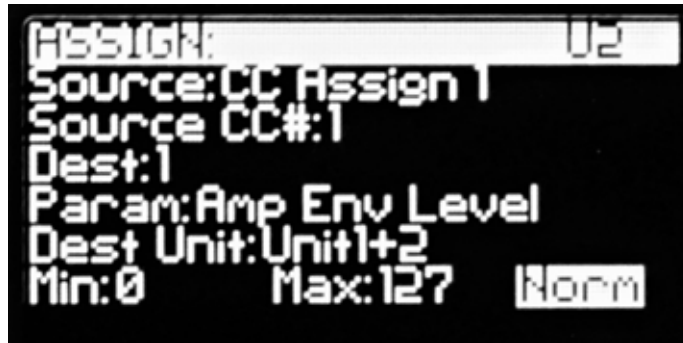 ASSIGN: U2
Source:CC Assign 1
Source CC#:1
Dest:1
Param:Amp Env Level
Dest Unit:Unit1+2
Min:0 Max:127 Norm